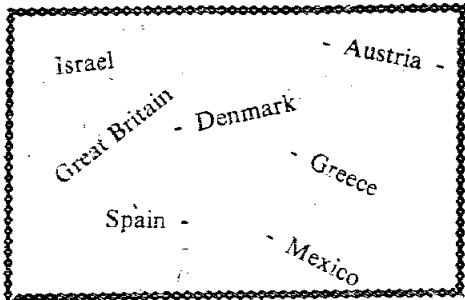 Israel
- Austria -
Great Britain
- Denmark
- Greece
Spain -
- Mexico